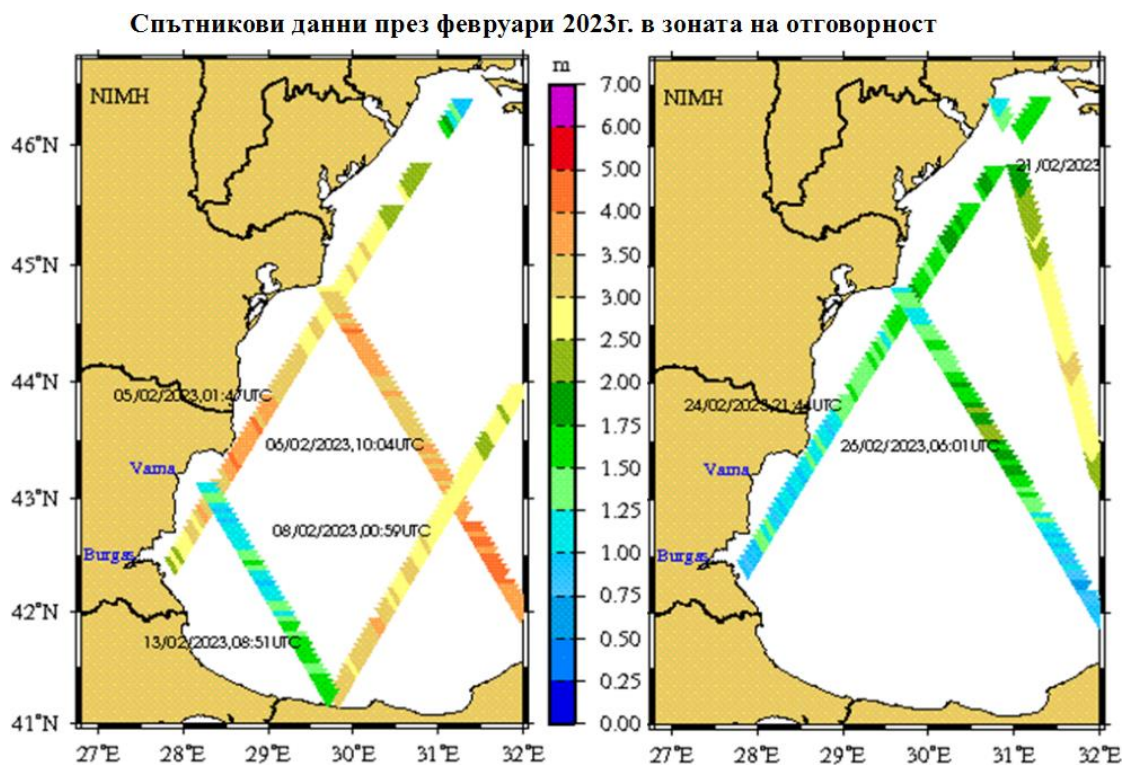 Спътникови данни през февруари 2023г. в зоната на отговорност
m
NIMH
46°N
45°N
44°N
43°N
42°N
41°N
05/02/2023,01:47UTC
06/02/2023,10:04UTC
Varna
08/02/2023,00:59UTC
Burgas
13/02/2023,08:51UTC
27°E 28°E 29°E 30°E 31°E 32°E
7.00
6.00
5.00
4.00
3.50
3.00
2.50
2.00
1.75
1.50
1.25
1.00
0.75
0.50
0.25
0.00
NIMH
21/02/2023
24/02/2023,21:44UTC
26/02/2023,06:01UTC
Varna
Burgas
27°E 28°E 29°E 30°E 31°E 32°E